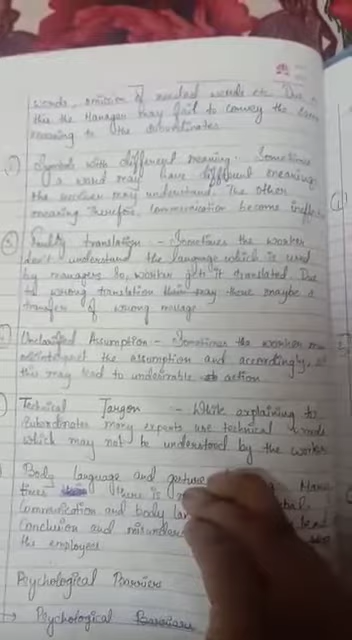 words, omission of needed words etc. Due
this the Manager may fail to convey the same
meaning to the subordinates
Symbols with different meaning. Sometimes
a word may have different meaning
the receiver may understand the other
meaning Therefore, communication become
Faulty translation - Sometimes the worker
don't understand the language which is used
by managers So, worker gets it translated. Due
to wrong translation there maybe a
transfers of wrong message
Unclarified Assumption - Sometimes the worker
misinterpret the assumption and accordingly,
this may lead to undesirable action
Technical Jargon - While explaining to
subordinates many experts use technical words
which may not be understood by the worker
Body language and gesture
times there is
communication and body
conclusion and
the employees
Psychological Barriers
→ Psychological Barriers